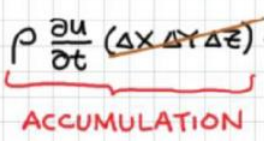 ρ ∂u/∂t (ΔX ΔY ΔZ)
ACCUMULATION